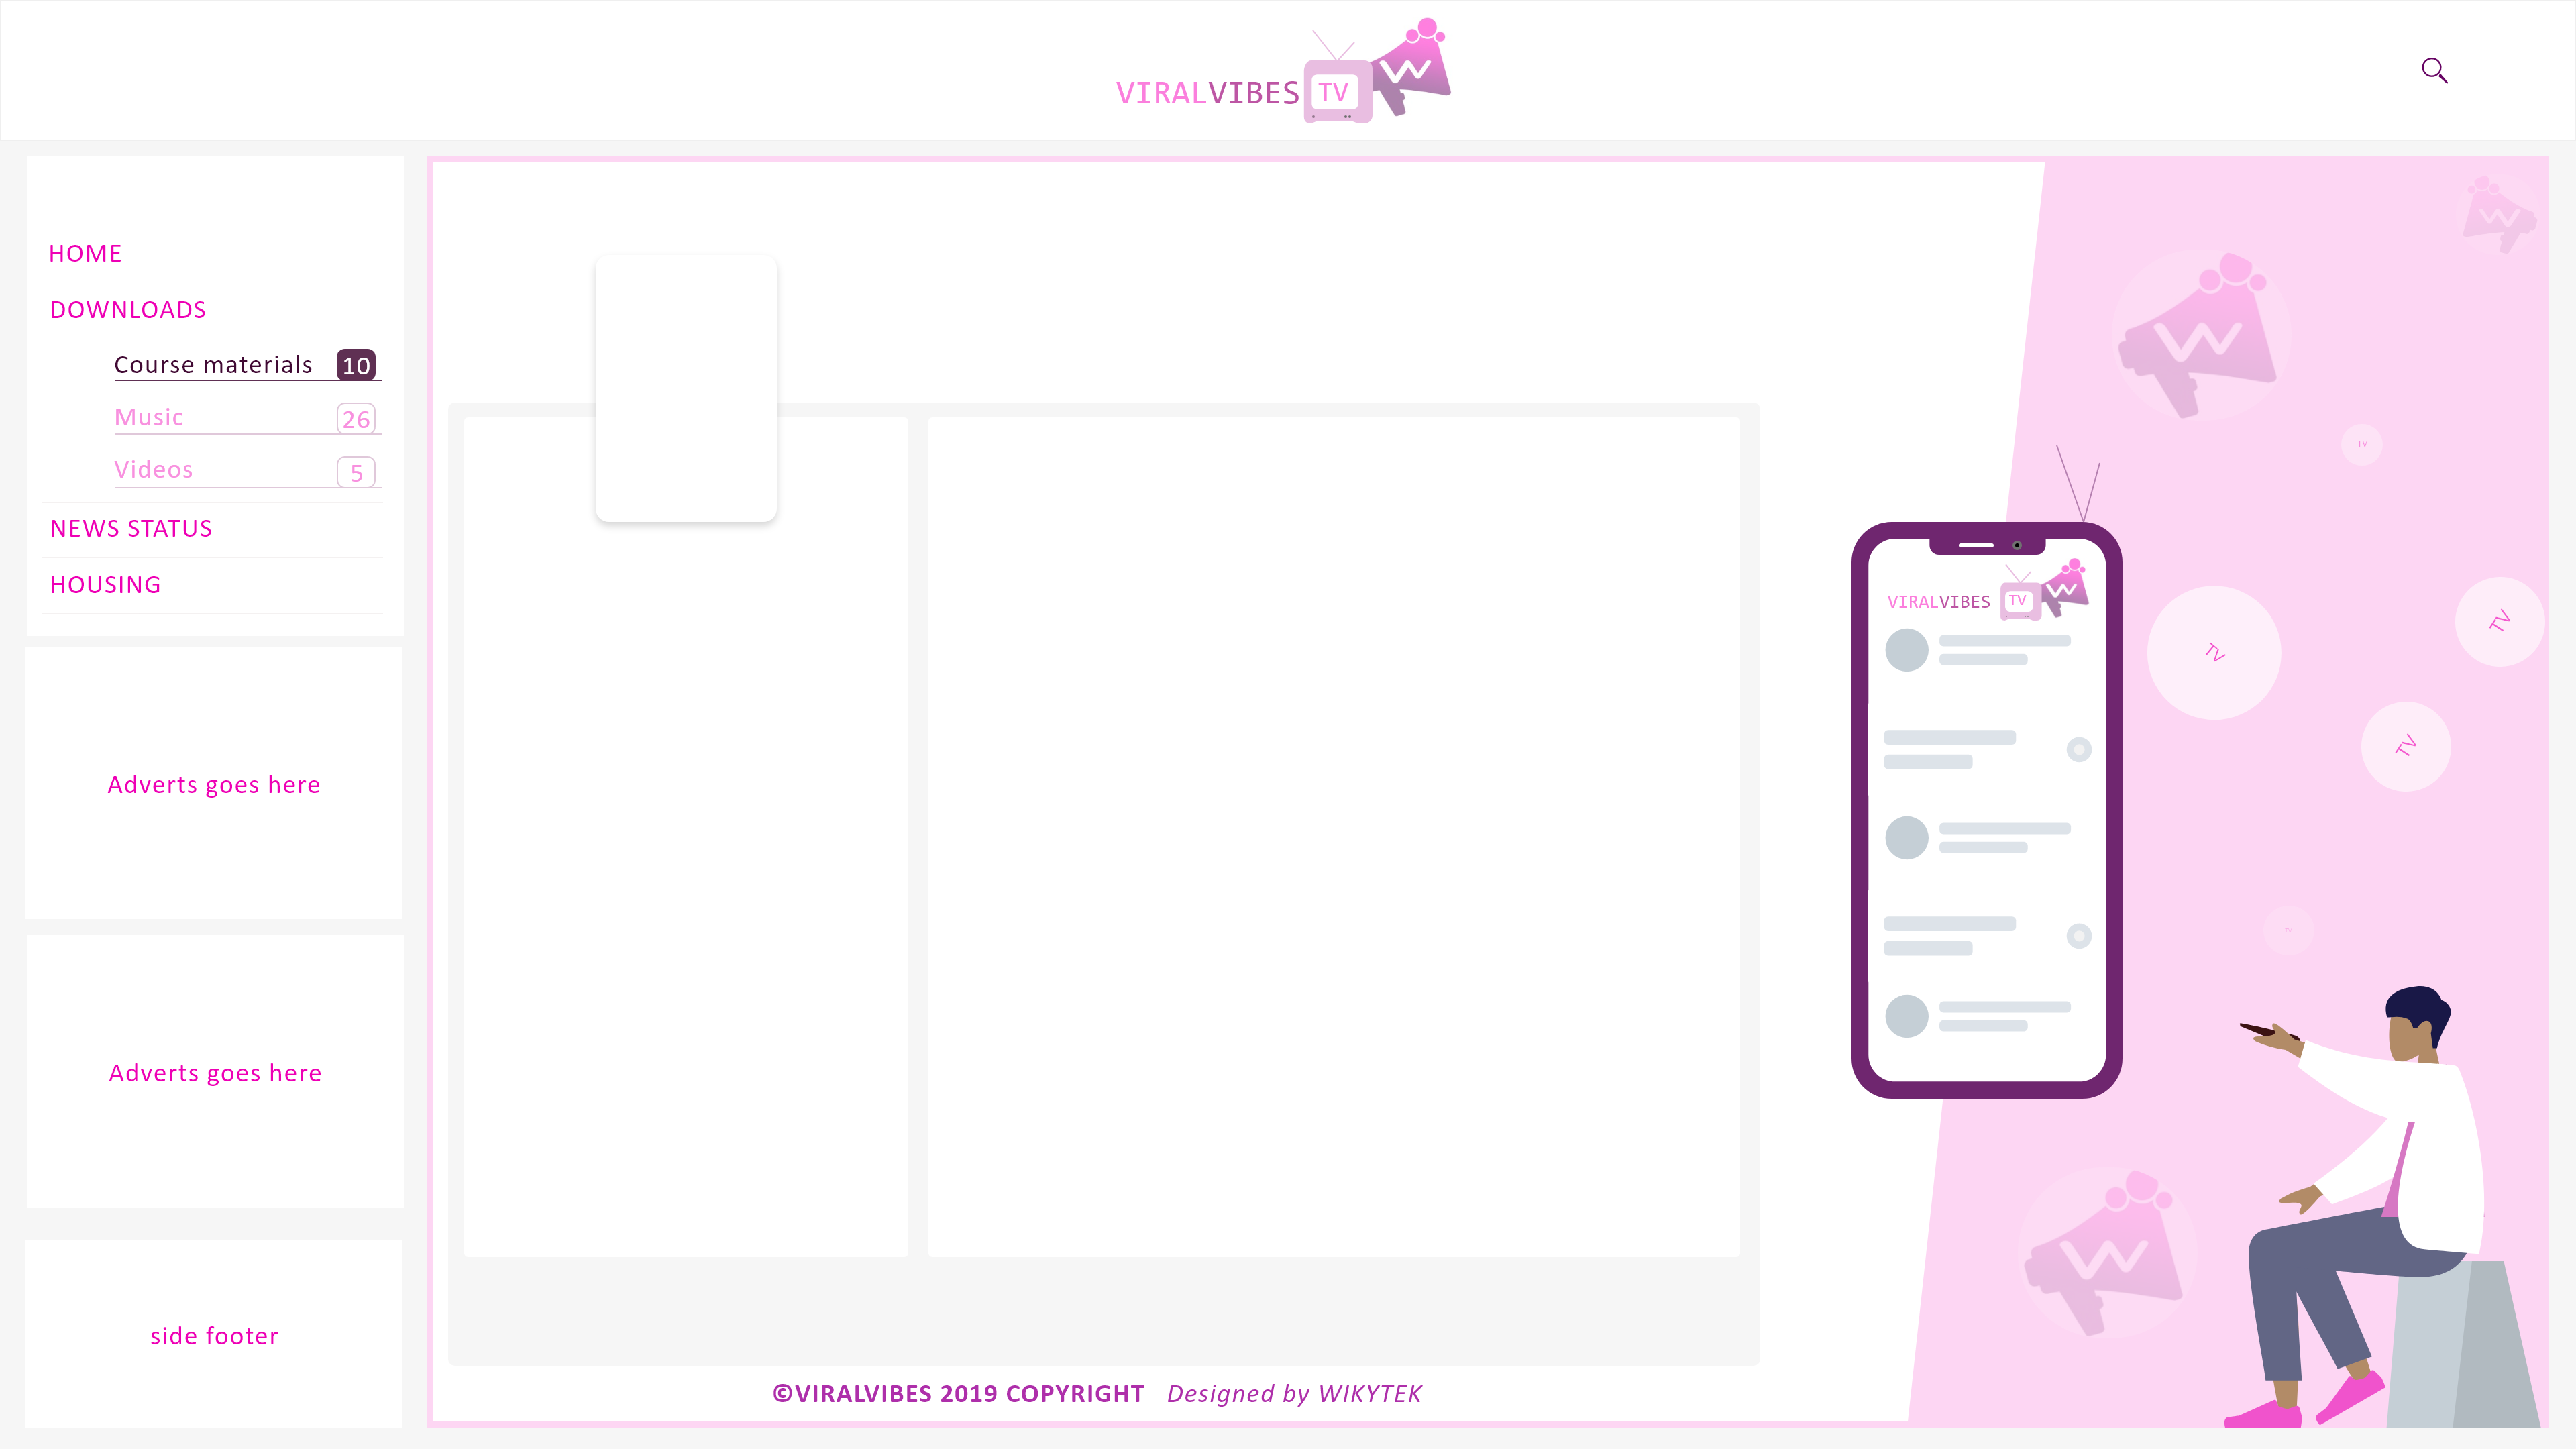 VIRALVIBES TV
HOME
DOWNLOADS
Course materials 10
Music 26
Videos 5
NEWS STATUS
HOUSING
Adverts goes here
Adverts goes here
side footer
TV
VIRALVIBES TV
TV
TV
TV
TV
©VIRALVIBES 2019 COPYRIGHT Designed by WIKYTEK